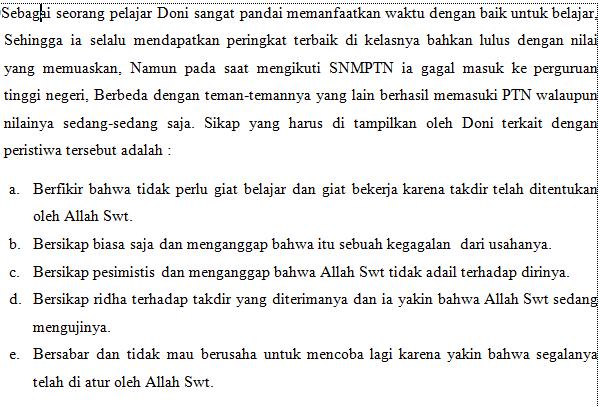 Sebagai seorang pelajar Doni sangat pandai memanfaatkan waktu dengan baik untuk belajar,
Sehingga ia selalu mendapatkan peringkat terbaik di kelasnya bahkan lulus dengan nilai
yang memuaskan, Namun pada saat mengikuti SNMPTN ia gagal masuk ke perguruan
tinggi negeri, Berbeda dengan teman-temannya yang lain berhasil memasuki PTN walaupun
nilainya sedang-sedang saja. Sikap yang harus di tampilkan oleh Doni terkait dengan
peristiwa tersebut adalah :
a. Berfikir bahwa tidak perlu giat belajar dan giat bekerja karena takdir telah ditentukan
oleh Allah Swt.
b. Bersikap biasa saja dan menganggap bahwa itu sebuah kegagalan dari usahanya.
c. Bersikap pesimistis dan menganggap bahwa Allah Swt tidak adail terhadap dirinya.
d. Bersikap ridha terhadap takdir yang diterimanya dan ia yakin bahwa Allah Swt sedang
mengujinya.
e. Bersabar dan tidak mau berusaha untuk mencoba lagi karena yakin bahwa segalanya
telah di atur oleh Allah Swt.